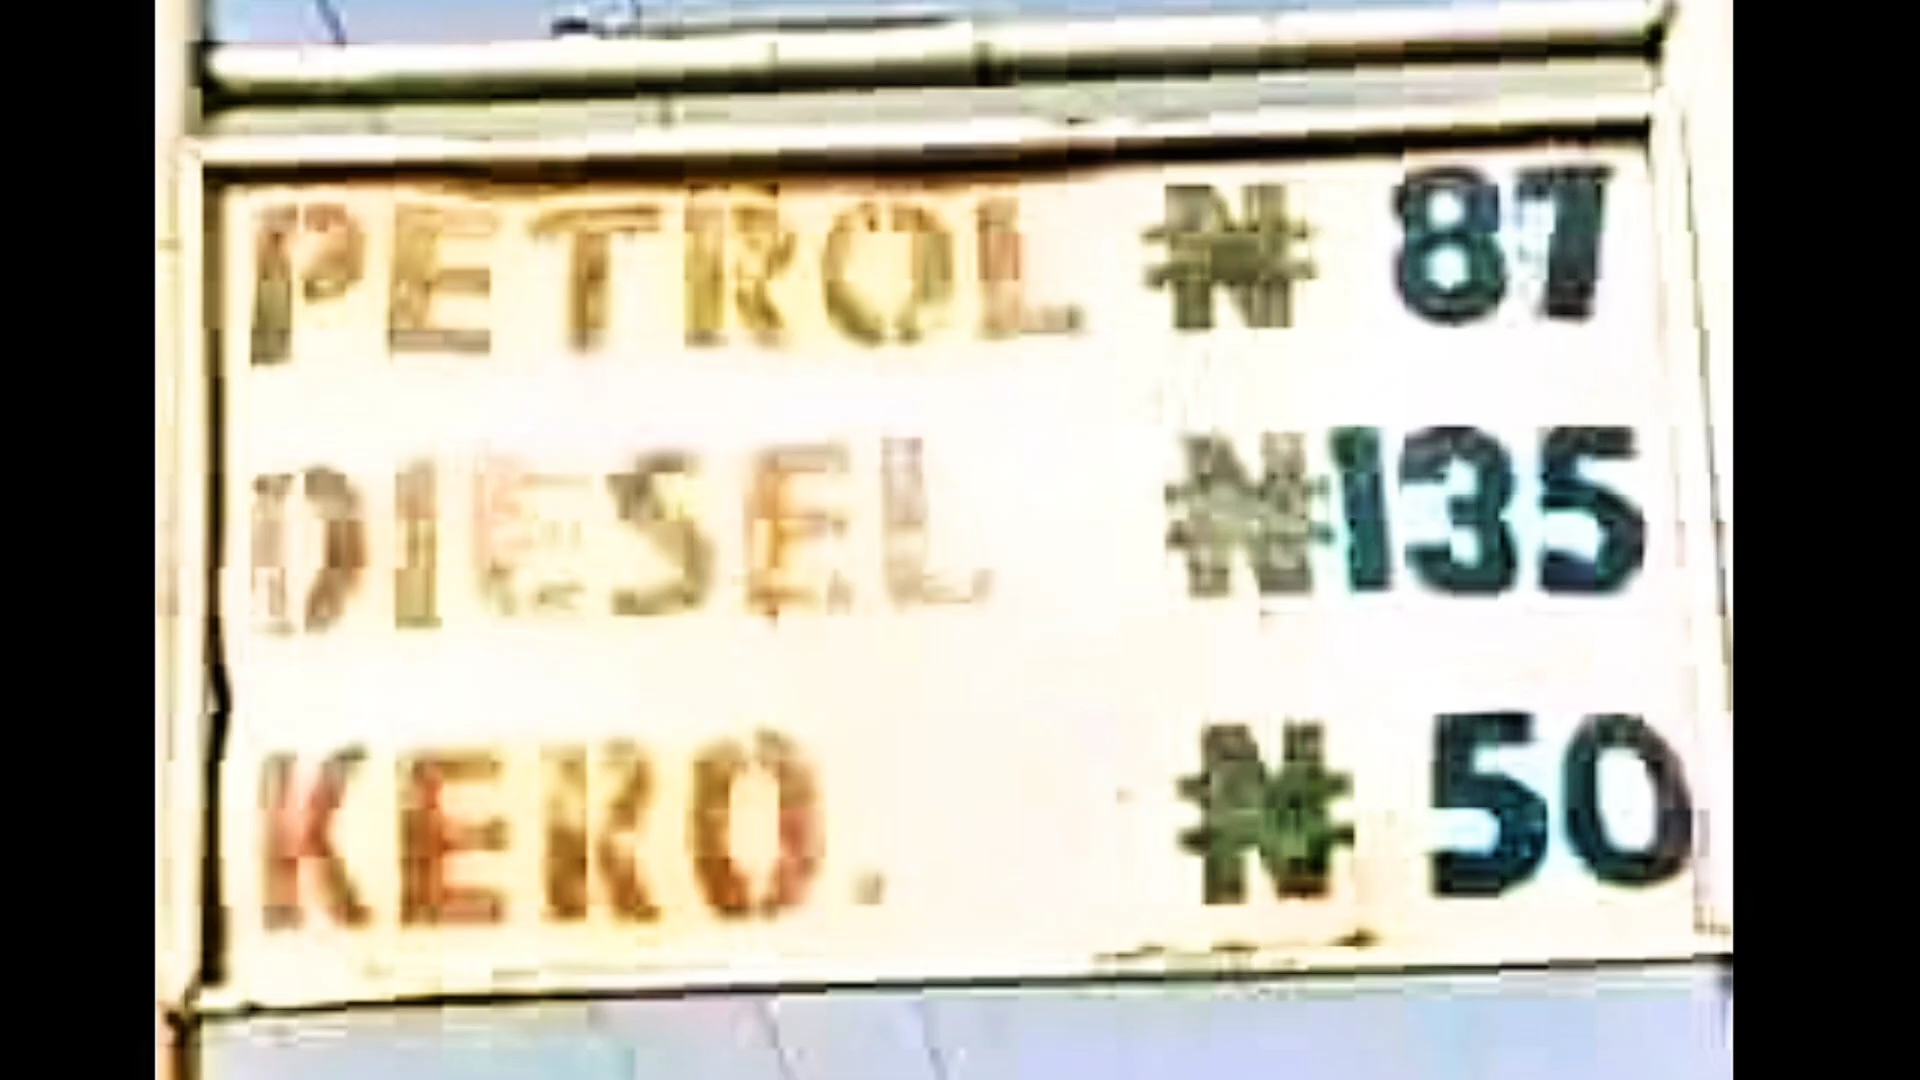 PETROL ₦ 87
DIESEL ₦135
KERO. ₦ 50